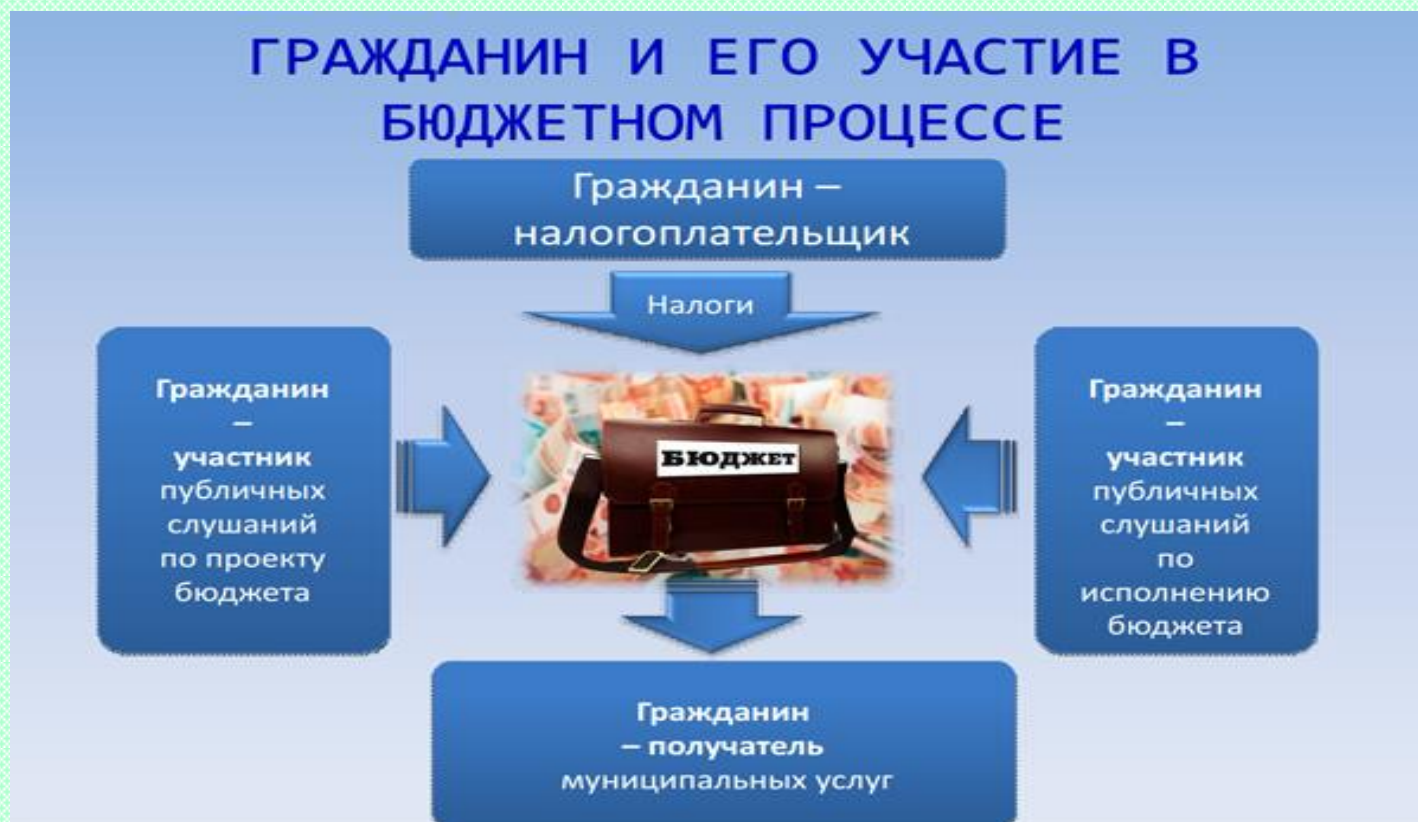 ГРАЖДАНИН И ЕГО УЧАСТИЕ В
БЮДЖЕТНОМ ПРОЦЕССЕ
Гражданин –
налогоплательщик
Налоги
Гражданин
–
участник
публичных
слушаний
по проекту
бюджета
БЮДЖЕТ
Гражданин
–
участник
публичных
слушаний
по
исполнению
бюджета
Гражданин
– получатель
муниципальных услуг